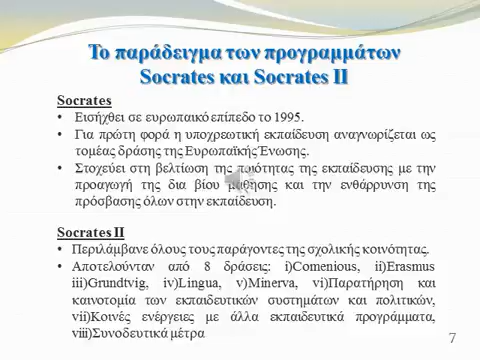 Το παράδειγμα των προγραμμάτων
Socrates και Socrates II
Socrates
• Εισήχθει σε ευρωπαικό επίπεδο το 1995.
• Για πρώτη φορά η υποχρεωτική εκπαίδευση αναγνωρίζεται ως
τομέας δράσης της Ευρωπαϊκής Ένωσης.
• Στοχεύει στη βελτίωση της ποιότητας της εκπαίδευσης με την
προαγωγή της δια βίου μάθησης και την ενθάρρυνση της
πρόσβασης όλων στην εκπαίδευση.
Socrates II
• Περιλάμβανε όλους τους παράγοντες της σχολικής κοινότητας.
• Αποτελούνταν από 8 δράσεις: i)Comenious, ii)Erasmus
iii)Grundtvig, iv)Lingua, v)Minerva, vi)Παρατήρηση και
καινοτομία των εκπαιδευτικών συστημάτων και πολιτικών,
vii)Κοινές ενέργειες με άλλα εκπαιδευτικά προγράμματα,
viii)Συνοδευτικά μέτρα
7